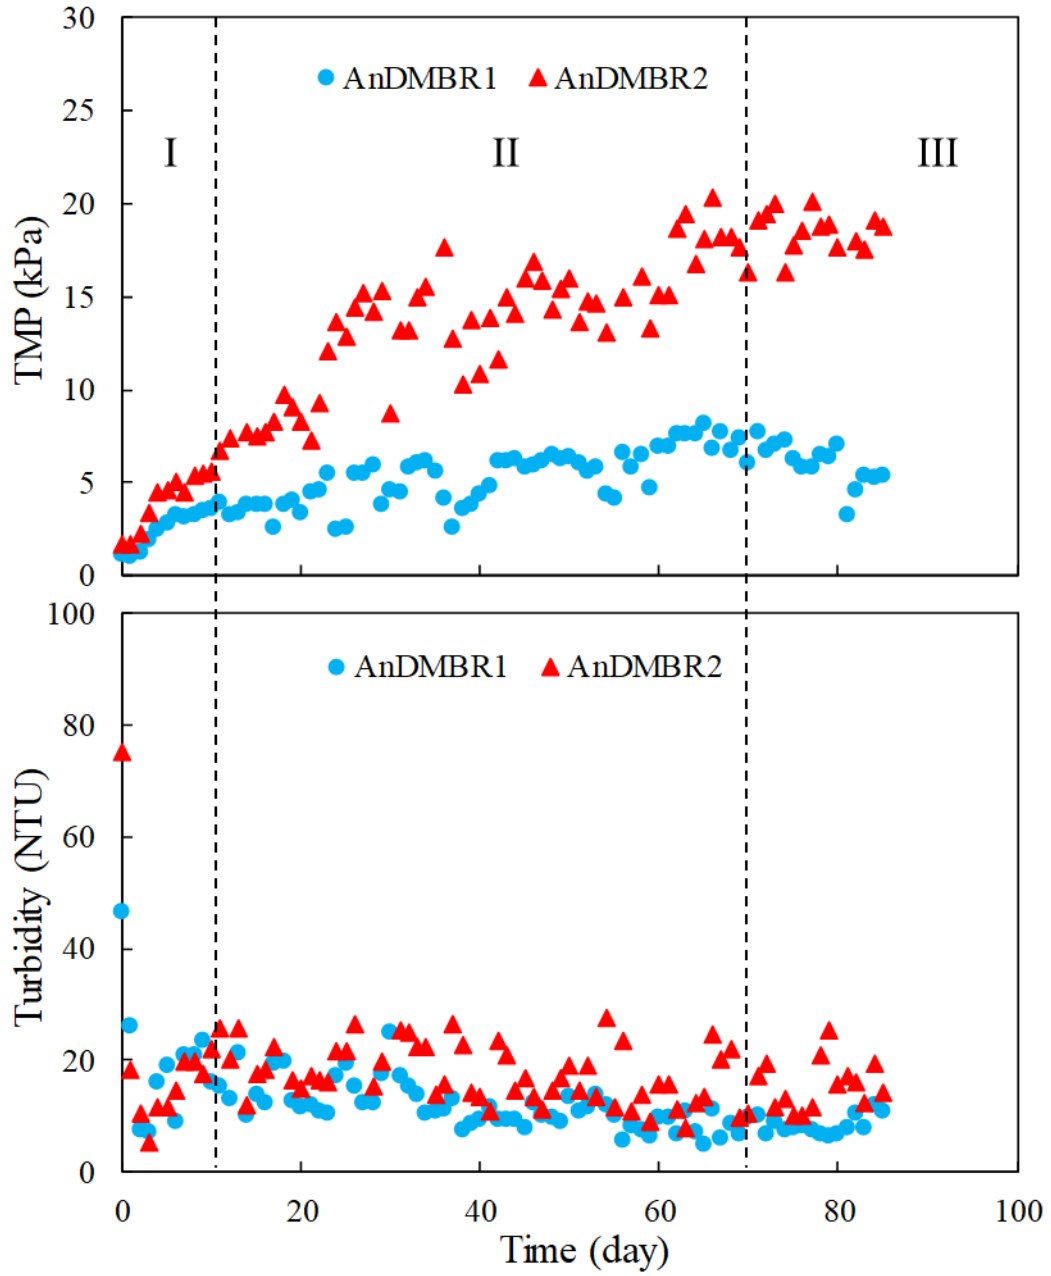 30
AnDMBR1 AnDMBR2
25
I II III
20
TMP (kPa)
15
10
5
0
100
AnDMBR1 AnDMBR2
80
60
Turbidity (NTU)
40
20
0
0 20 40 60 80 100
Time (day)